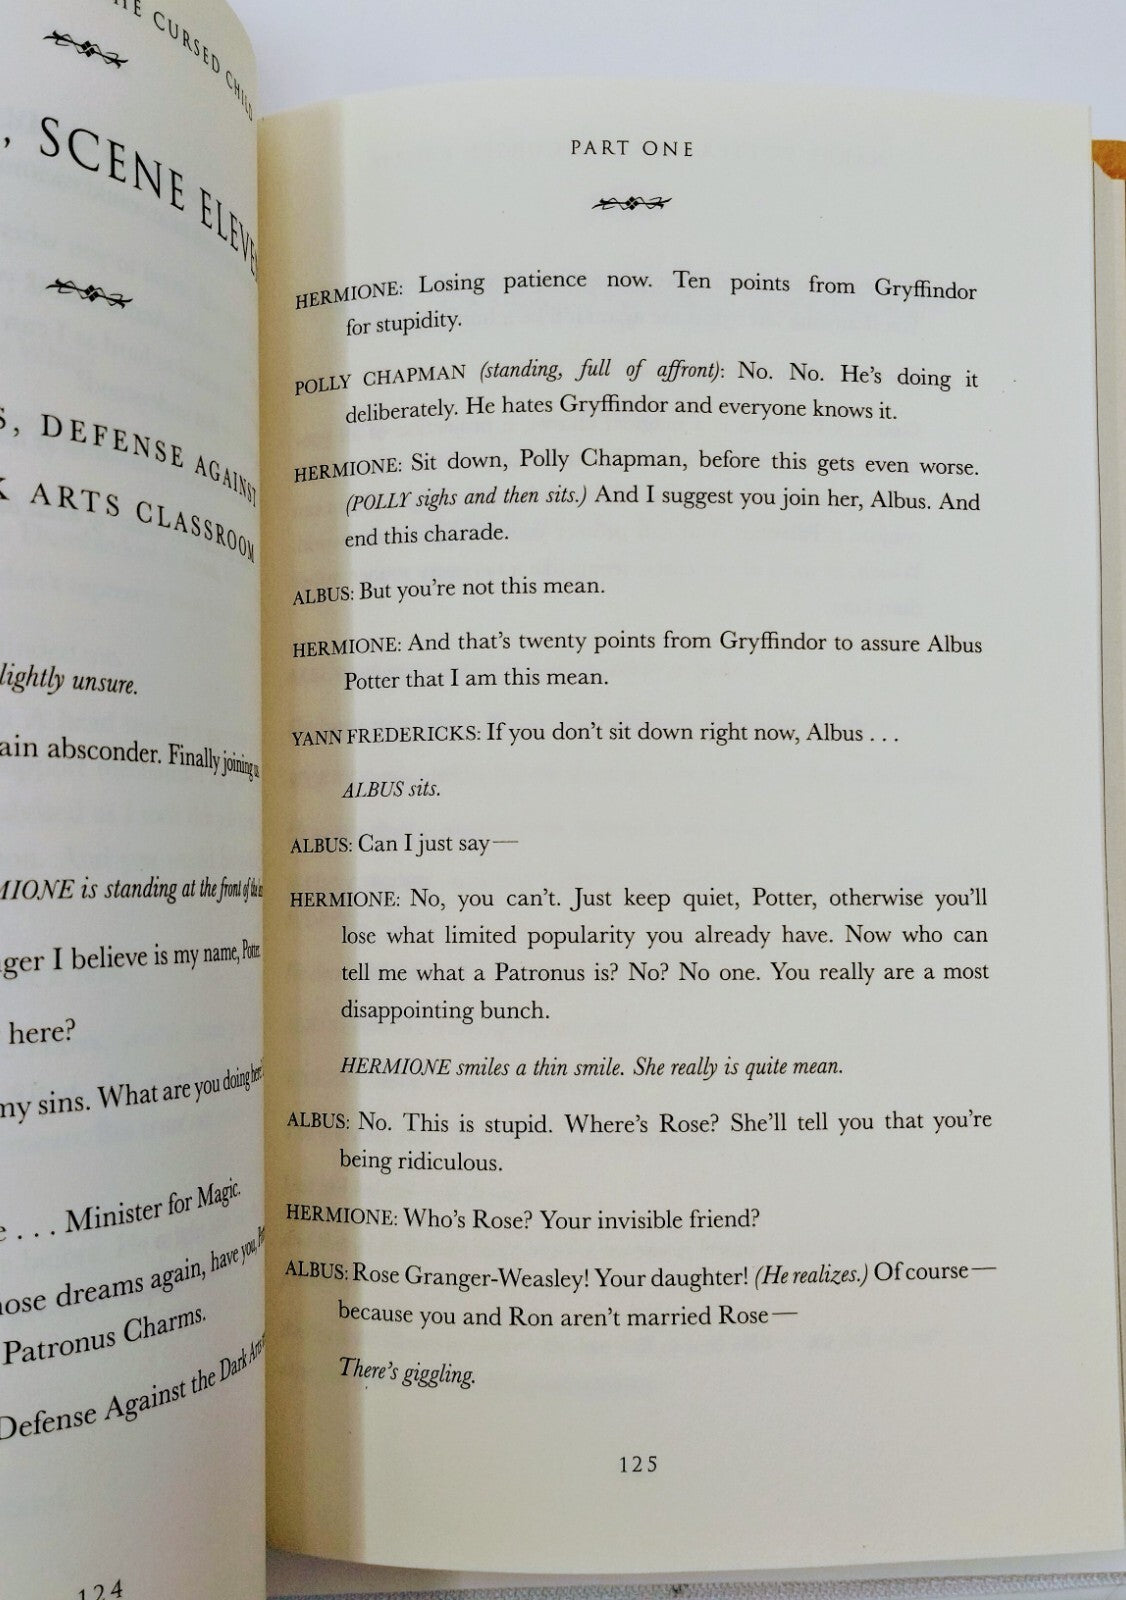 THE CURSED CHILD
, SCENE ELEVE
S, DEFENSE AGAINST
K ARTS CLASSROOM
lightly unsure.
ain absconder. Finally joining us
MIONE is standing at the front of the
ger I believe is my name, Potter.
here?
my sins. What are you doing here
e . . . Minister for Magic.
hose dreams again, have you,
Patronus Charms.
Defense Against the Dark Arts
124
PART ONE
HERMIONE: Losing patience now. Ten points from Gryffindor
for stupidity.
POLLY CHAPMAN (standing, full of affront): No. No. He's doing it
deliberately. He hates Gryffindor and everyone knows it.
HERMIONE: Sit down, Polly Chapman, before this gets even worse.
(POLLY sighs and then sits.) And I suggest you join her, Albus. And
end this charade.
ALBUS: But you're not this mean.
HERMIONE: And that's twenty points from Gryffindor to assure Albus
Potter that I am this mean.
YANN FREDERICKS: If you don't sit down right now, Albus . . .
ALBUS sits.
ALBUS: Can I just say—
HERMIONE: No, you can't. Just keep quiet, Potter, otherwise you'll
lose what limited popularity you already have. Now who can
tell me what a Patronus is? No? No one. You really are a most
disappointing bunch.
HERMIONE smiles a thin smile. She really is quite mean.
ALBUS: No. This is stupid. Where's Rose? She'll tell you that you're
being ridiculous.
HERMIONE: Who's Rose? Your invisible friend?
ALBUS: Rose Granger-Weasley! Your daughter! (He realizes.) Of course—
because you and Ron aren't married Rose—
There's giggling.
125